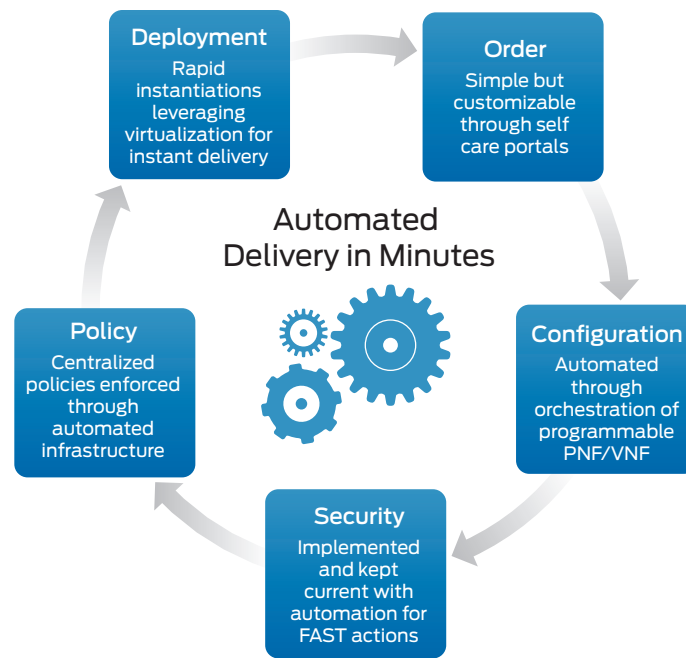 Deployment
Rapid
instantiations
leveraging
virtualization for
instant delivery
Order
Simple but
customizable
through self
care portals
Automated
Delivery in Minutes
Policy
Centralized
policies enforced
through
automated
infrastructure
Configuration
Automated
through
orchestration of
programmable
PNF/VNF
Security
Implemented
and kept
current with
automation for
FAST actions